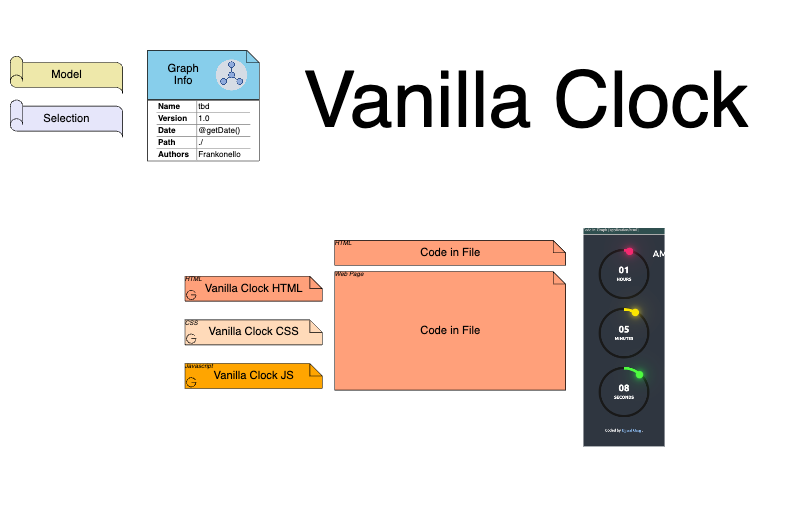 Model
Selection
Graph
Info
Name tbd
Version 1.0
Date @getDate()
Path ./
Authors Frankonello
Vanilla Clock
HTML
Code in File
Web Page
Code in File
HTML
Vanilla Clock HTML
CSS
Vanilla Clock CSS
Javascript
Vanilla Clock JS
AM
01
HOURS
05
MINUTES
08
SECONDS
Coded by